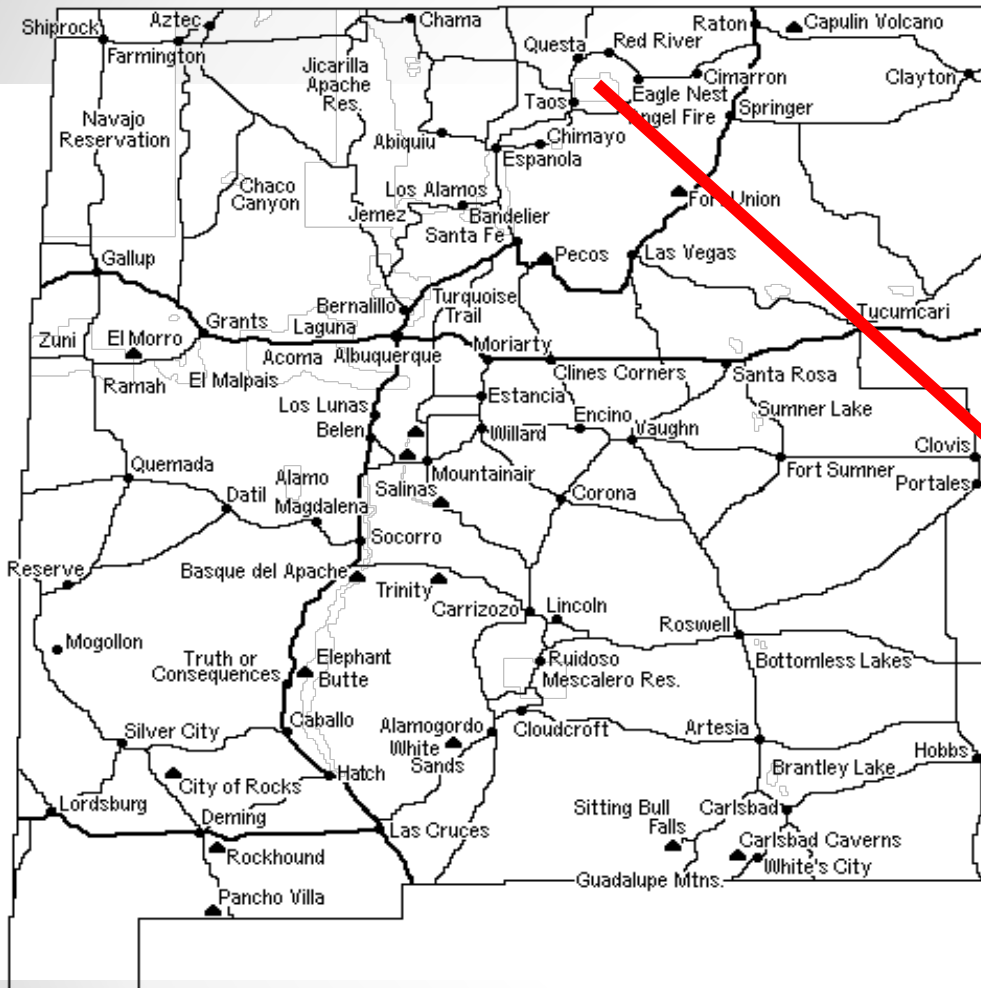 Shiprock
Aztec
Chama
Raton
Capulin Volcano
Farmington
Questa
Red River
Jicarilla
Apache
Res.
Cimarron
Clayton
Eagle Nest
Taos
Angel Fire
Springer
Navajo
Reservation
Abiquiu
Chimayo
Espanola
Chaco
Canyon
Los Alamos
Fort Union
Jemez
Bandelier
Santa Fe
Pecos
Las Vegas
Gallup
Bernalillo
Turquoise
Trail
Tucumcari
Grants
Laguna
Zuni
El Morro
Acoma
Albuquerque
Moriarty
Clines Corners
Santa Rosa
Ramah
El Malpais
Los Lunas
Estancia
Encino
Sumner Lake
Belen
Willard
Vaughn
Clovis
Quemada
Mountainair
Fort Sumner
Alamo
Salinas
Portales
Datil
Magdalena
Corona
Socorro
Reserve
Basque del Apache
Trinity
Carrizozo
Lincoln
Roswell
Mogollon
Truth or
Consequences
Elephant
Butte
Ruidoso
Mescalero Res.
Bottomless Lakes
Silver City
Caballo
Alamogordo
Cloudcroft
Artesia
White
Sands
Hobbs
City of Rocks
Hatch
Brantley Lake
Lordsburg
Deming
Las Cruces
Sitting Bull
Falls
Carlsbad
Rockhound
Carlsbad Caverns
White's City
Guadalupe Mtns.
Pancho Villa